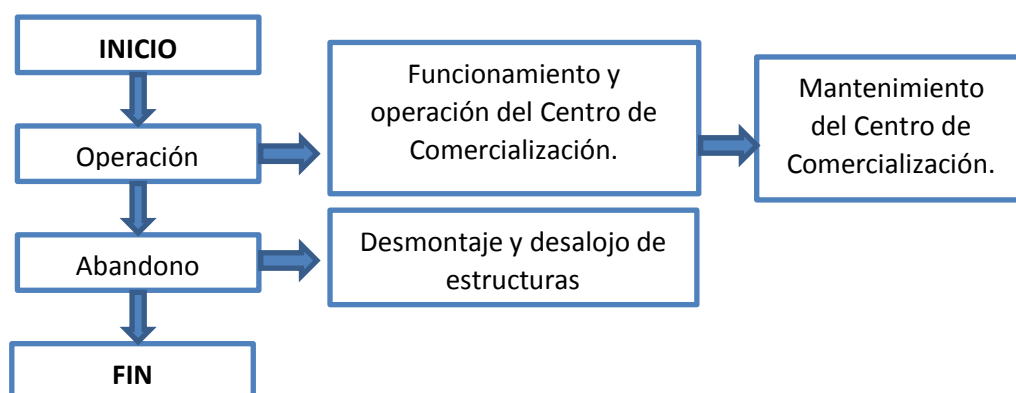 INICIO
Funcionamiento y
operación del Centro de
Comercialización.
Mantenimiento
del Centro de
Comercialización.
Operación
Abandono
Desmontaje y desalojo de
estructuras
FIN